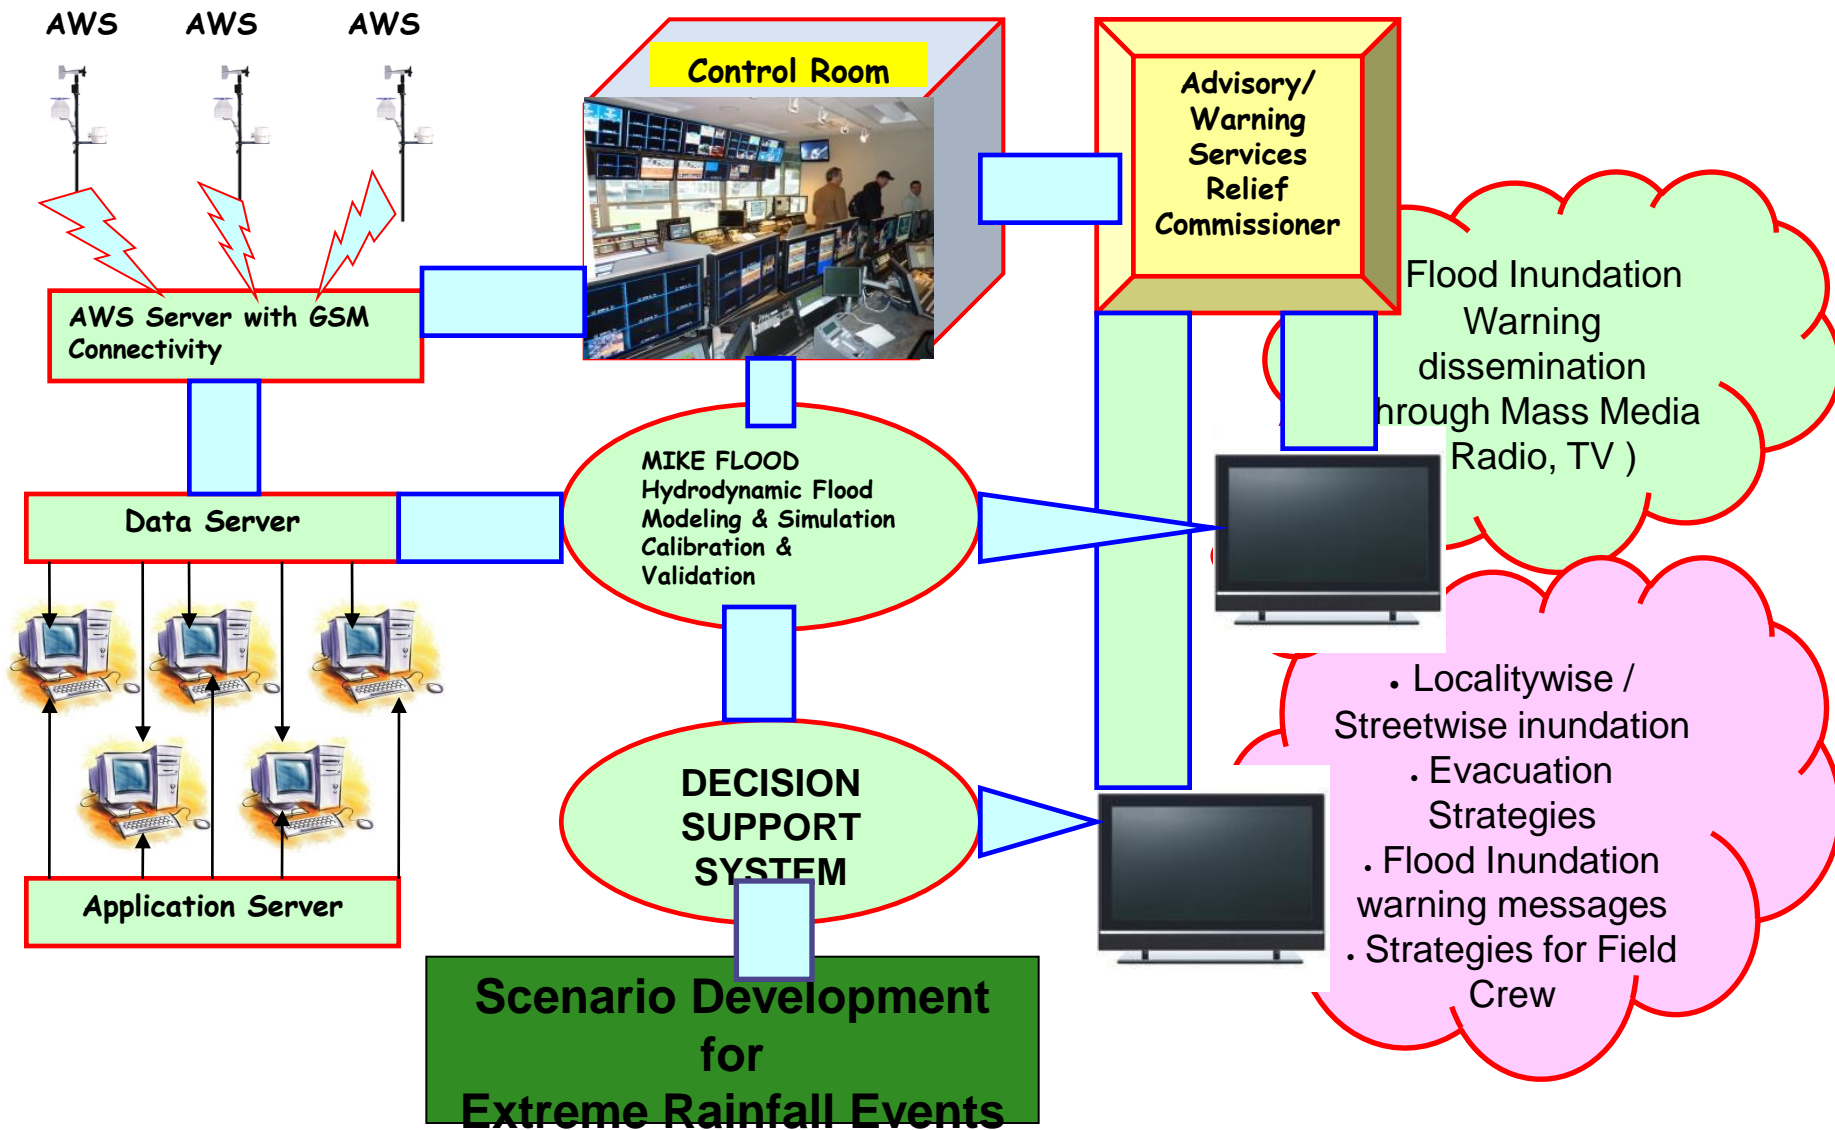 AWS
AWS
AWS
Control Room
Advisory/
Warning
Services
Relief
Commissioner
AWS Server with GSM
Connectivity
Flood Inundation
Warning
dissemination
hrough Mass Media
Radio, TV )
MIKE FLOOD
Hydrodynamic Flood
Modeling & Simulation
Calibration &
Validation
Data Server
• Localitywise /
Streetwise inundation
• Evacuation
Strategies
• Flood Inundation
warning messages
• Strategies for Field
Crew
DECISION
SUPPORT
SYSTEM
Application Server
Scenario Development
for
Extreme Rainfall Events